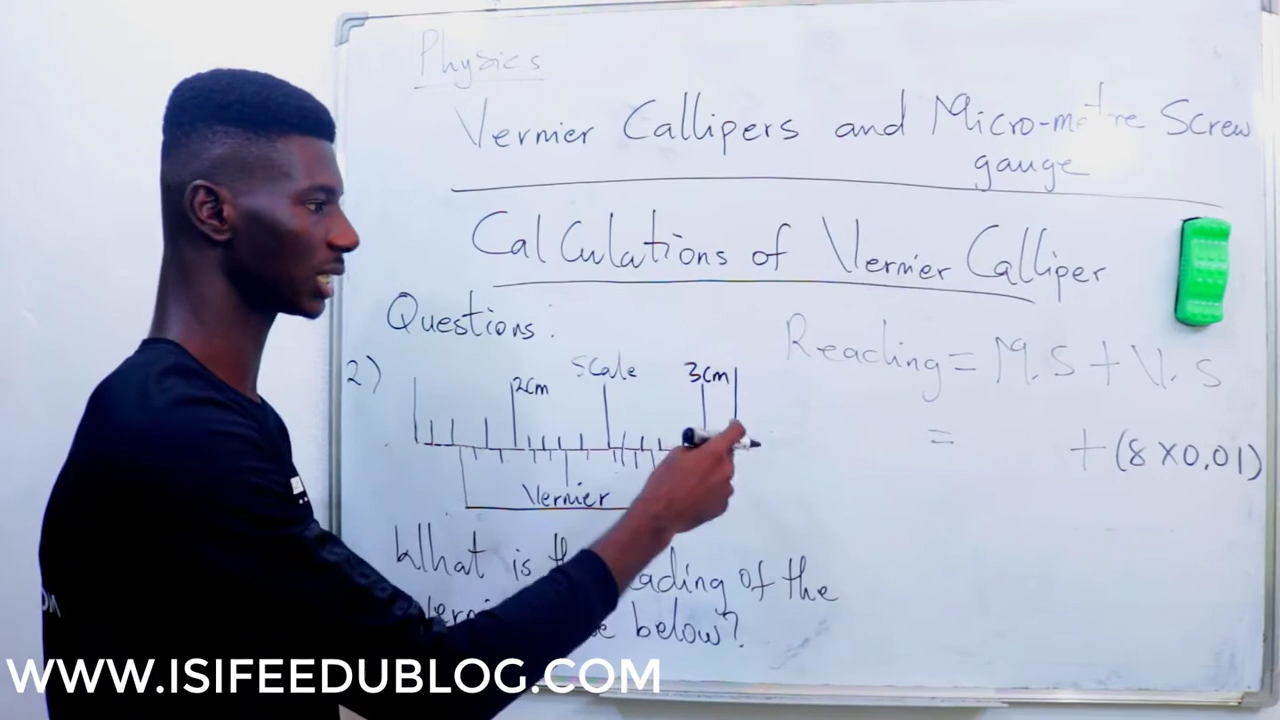 Physics
Vernier Callipers and Micro-metre Screw
gauge
Calculations of Vernier Calliper
Questions:
Reading = M.S + V.S
2)
2cm
Scale
3cm
= + (8 x 0.01)
Vernier
What is the of the
below?
WWW.ISIFEEDUBLOG.COM